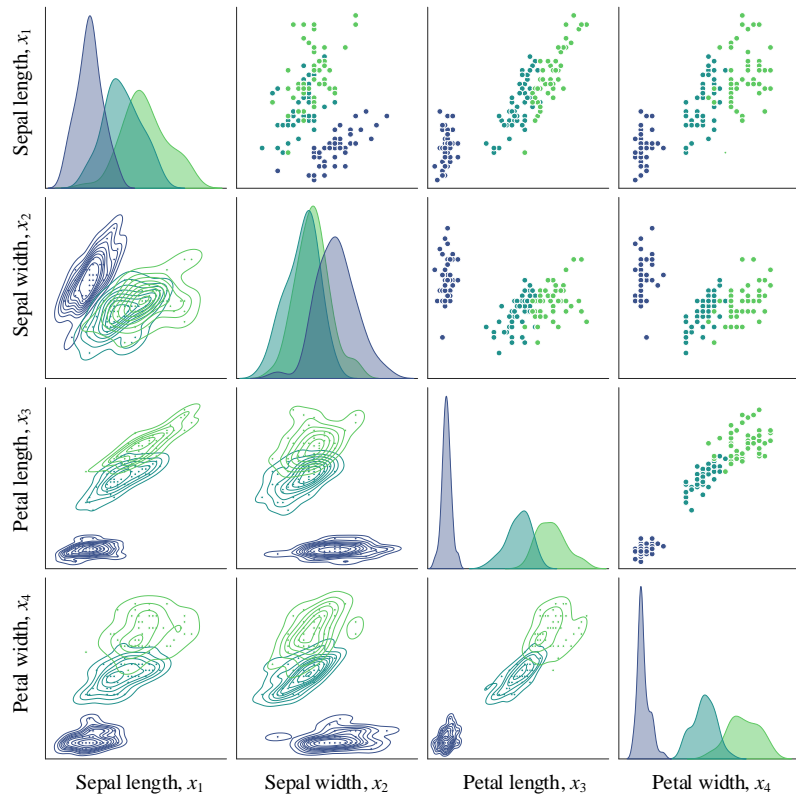 Sepal length, x1
Sepal width, x2
Petal length, x3
Petal width, x4
Sepal length, x1
Sepal width, x2
Petal length, x3
Petal width, x4